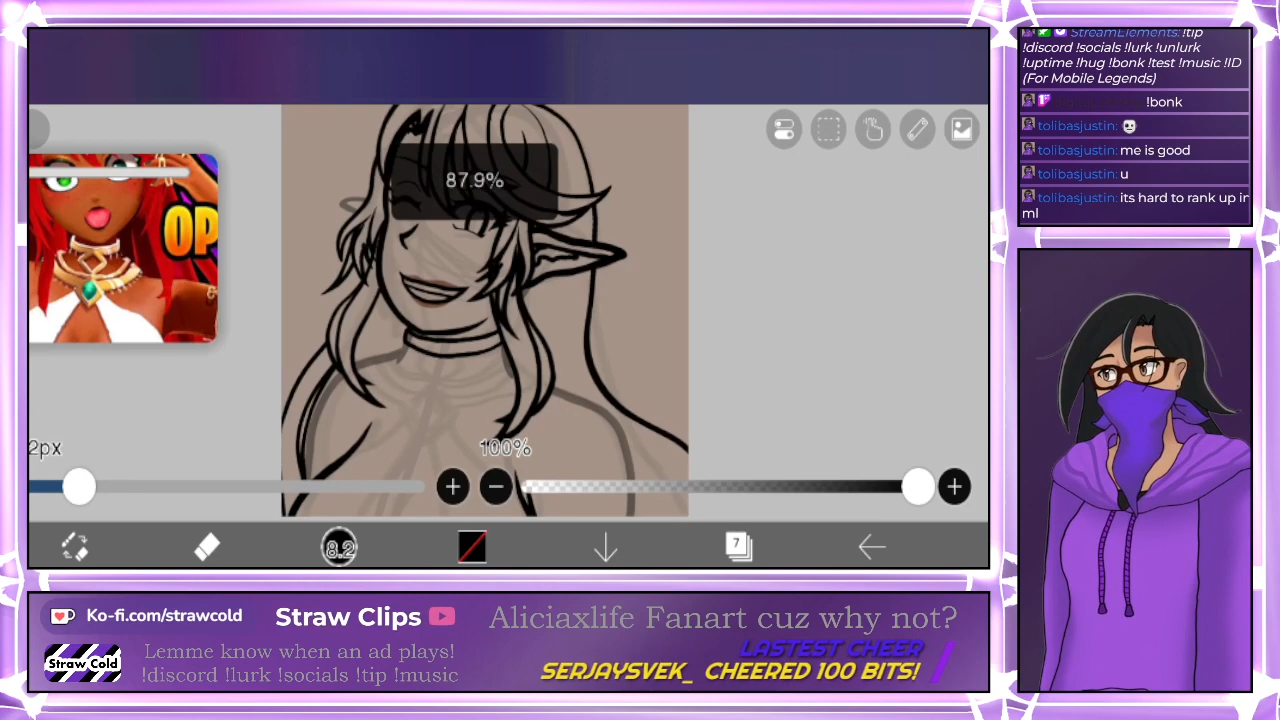 OP
87.9%
2px
100%
8.2
7
StreamElements: !tip
!discord !socials !lurk !unlurk
!uptime !hug !bonk !test !music !ID
(For Mobile Legends)
!bonk
tolibasjustin:
tolibasjustin: me is good
tolibasjustin: u
tolibasjustin: its hard to rank up in
ml
Ko-fi.com/strawcold
Straw Clips
Aliciaxlife Fanart cuz why not?
Straw Cold
Lemme know when an ad plays!
!discord !lurk !socials !tip !music
LASTEST CHEER
SERJAYSVEK_ CHEERED 100 BITS!